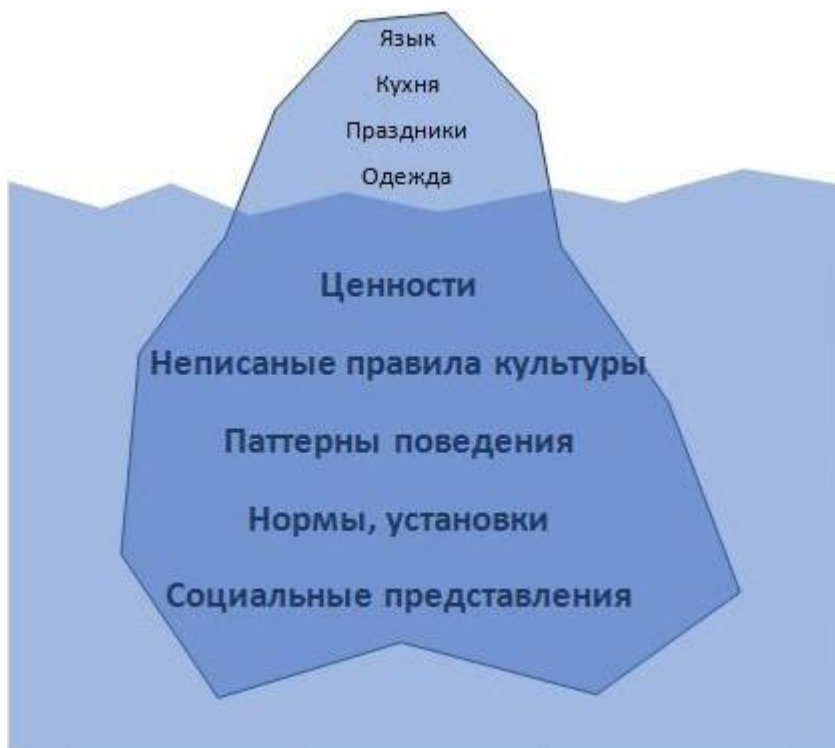 Язык
Кухня
Праздники
Одежда
Ценности
Неписаные правила культуры
Паттерны поведения
Нормы, установки
Социальные представления